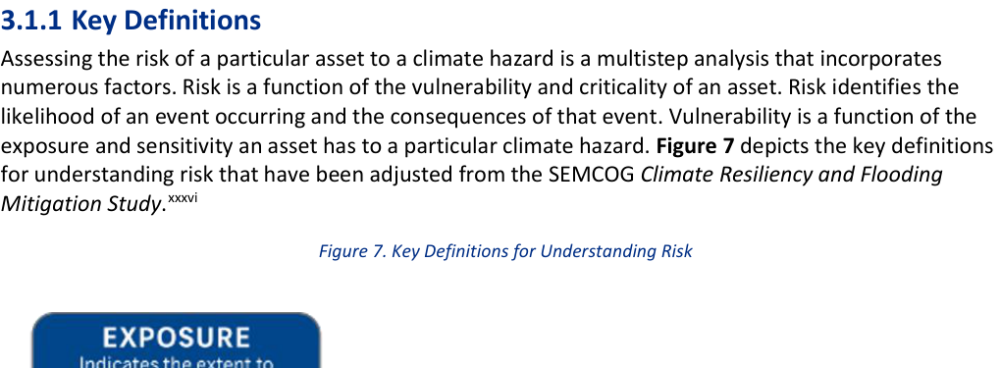 3.1.1 Key Definitions
Assessing the risk of a particular asset to a climate hazard is a multistep analysis that incorporates
numerous factors. Risk is a function of the vulnerability and criticality of an asset. Risk identifies the
likelihood of an event occurring and the consequences of that event. Vulnerability is a function of the
exposure and sensitivity an asset has to a particular climate hazard. Figure 7 depicts the key definitions
for understanding risk that have been adjusted from the SEMCOG Climate Resiliency and Flooding
Mitigation Study.xxxvi
Figure 7. Key Definitions for Understanding Risk
EXPOSURE
Indicates the extent to